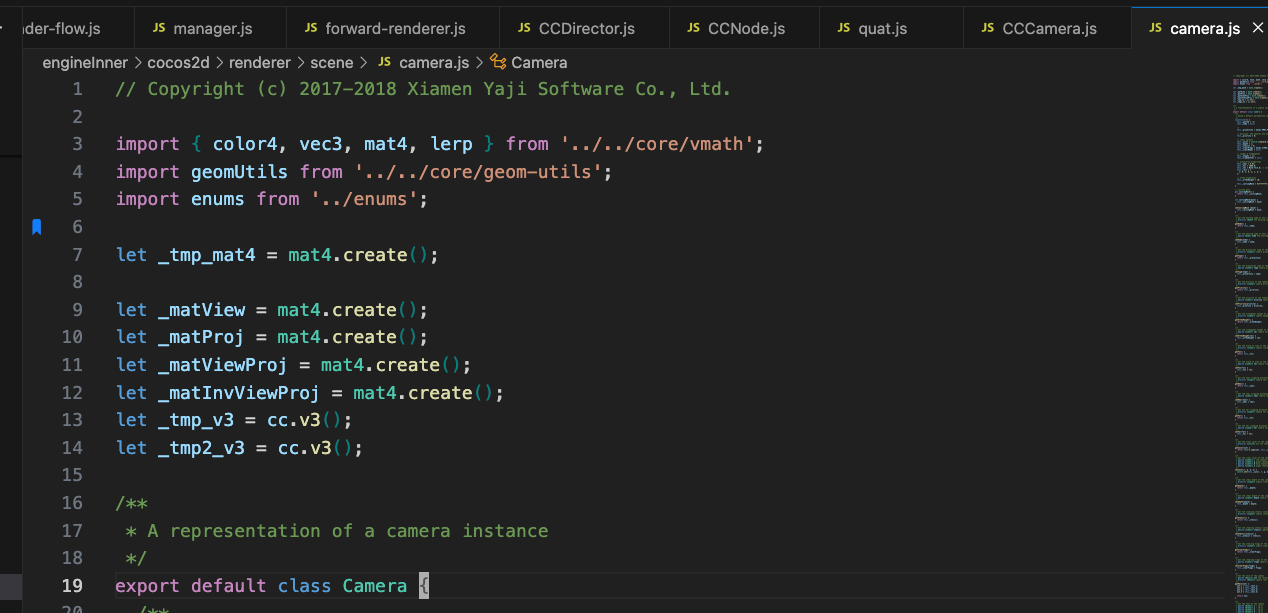 der-flow.js JS manager.js JS forward-renderer.js JS CCDirector.js JS CCNode.js JS quat.js JS CCCamera.js JS camera.js
engineInner > cocos2d > renderer > scene > JS camera.js > Camera
1 // Copyright (c) 2017-2018 Xiamen Yaji Software Co., Ltd.
2
3 import { color4, vec3, mat4, lerp } from '../../core/vmath';
4 import geomUtils from '../../core/geom-utils';
5 import enums from '../enums';
6
7 let _tmp_mat4 = mat4.create();
8
9 let _matView = mat4.create();
10 let _matProj = mat4.create();
11 let _matViewProj = mat4.create();
12 let _matInvViewProj = mat4.create();
13 let _tmp_v3 = cc.v3();
14 let _tmp2_v3 = cc.v3();
15
16 /**
17  * A representation of a camera instance
18  */
19 export default class Camera {
20   /**